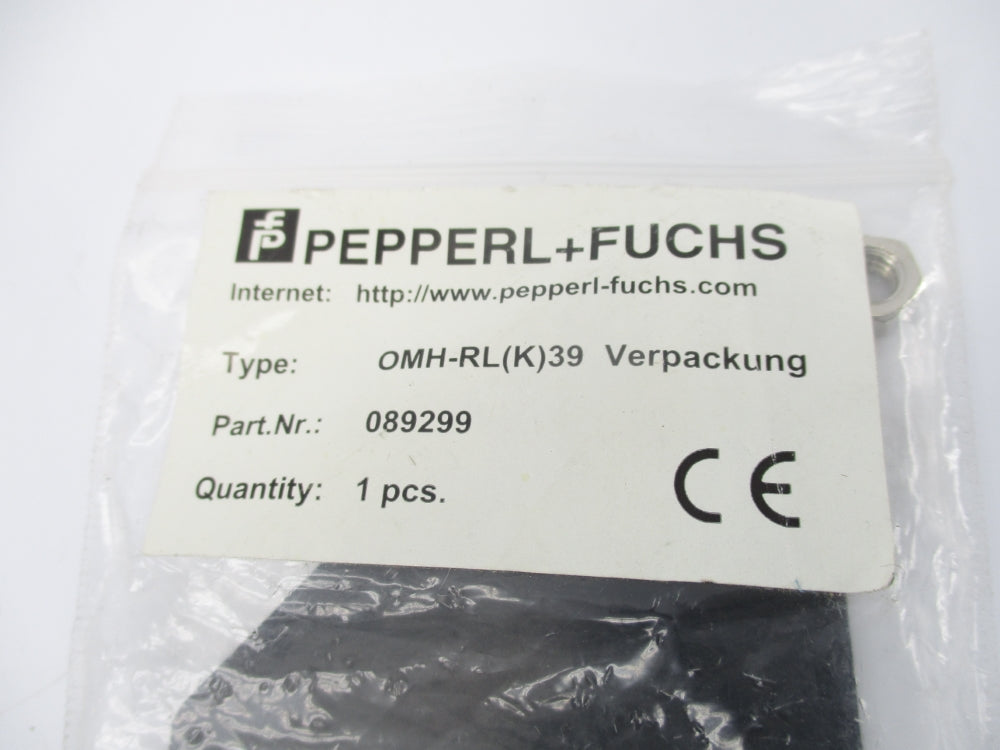 PEPPERL+FUCHS
Internet: http://www.pepperl-fuchs.com
Type: OMH-RL(K)39 Verpackung
Part.Nr.: 089299
Quantity: 1 pcs.
CE